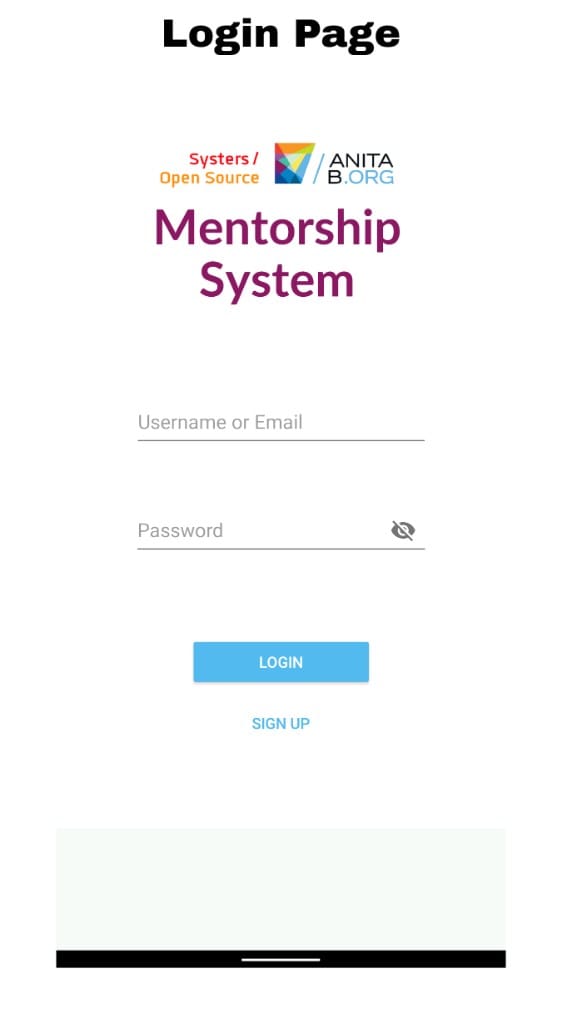 Login Page
Systers /
Open Source
ANITA
B.ORG
Mentorship
System
Username or Email
Password
LOGIN
SIGN UP